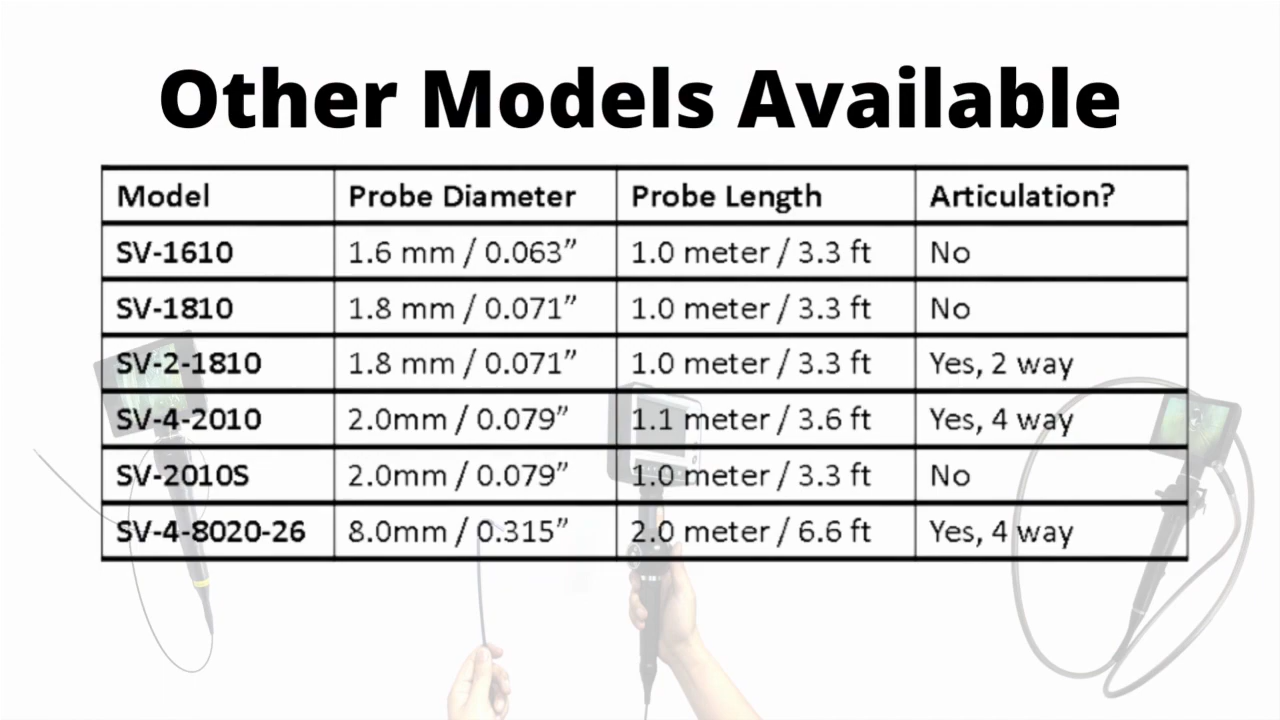 Other Models Available
Model Probe Diameter Probe Length Articulation?
SV-1610 1.6 mm / 0.063” 1.0 meter / 3.3 ft No
SV-1810 1.8 mm / 0.071” 1.0 meter / 3.3 ft No
SV-2-1810 1.8 mm / 0.071” 1.0 meter / 3.3 ft Yes, 2 way
SV-4-2010 2.0mm / 0.079” 1.1 meter / 3.6 ft Yes, 4 way
SV-2010S 2.0mm / 0.079” 1.0 meter / 3.3 ft No
SV-4-8020-26 8.0mm / 0.315” 2.0 meter / 6.6 ft Yes, 4 way